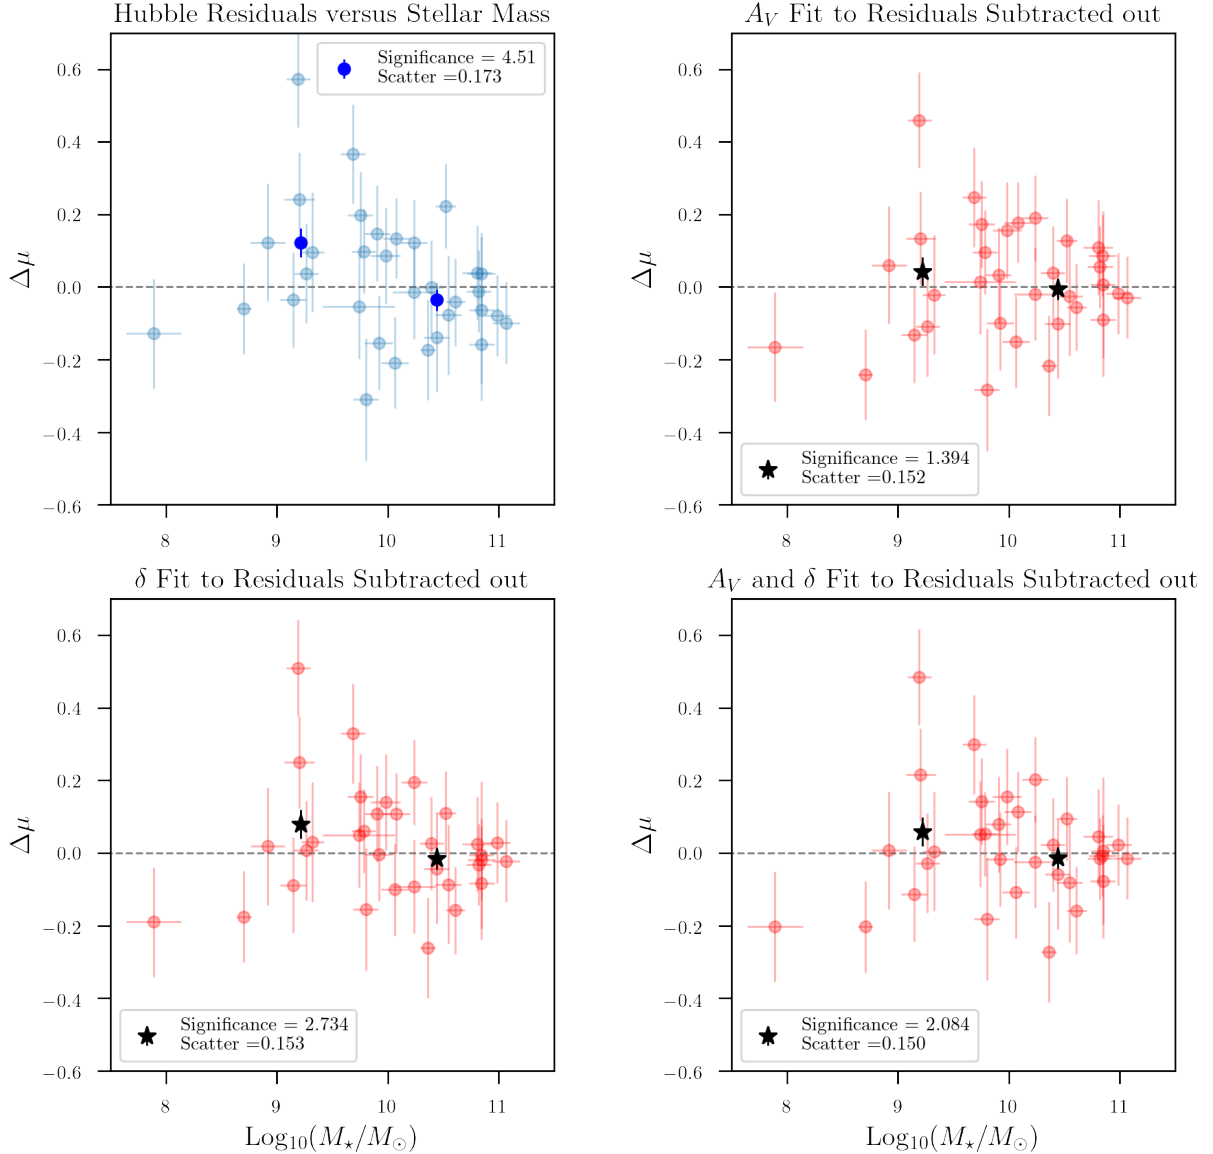 Hubble Residuals versus Stellar Mass
Significance = 4.51
Scatter =0.173
0.6
0.4
0.2
0.0
−0.2
−0.4
−0.6
Δμ
8 9 10 11
A_V Fit to Residuals Subtracted out
0.6
0.4
0.2
0.0
−0.2
−0.4
−0.6
Δμ
Significance = 1.394
Scatter =0.152
8 9 10 11
δ Fit to Residuals Subtracted out
0.6
0.4
0.2
0.0
−0.2
−0.4
−0.6
Δμ
Significance = 2.734
Scatter =0.153
8 9 10 11
Log₁₀(M⋆/M⊙)
A_V and δ Fit to Residuals Subtracted out
0.6
0.4
0.2
0.0
−0.2
−0.4
−0.6
Δμ
Significance = 2.084
Scatter =0.150
8 9 10 11
Log₁₀(M⋆/M⊙)